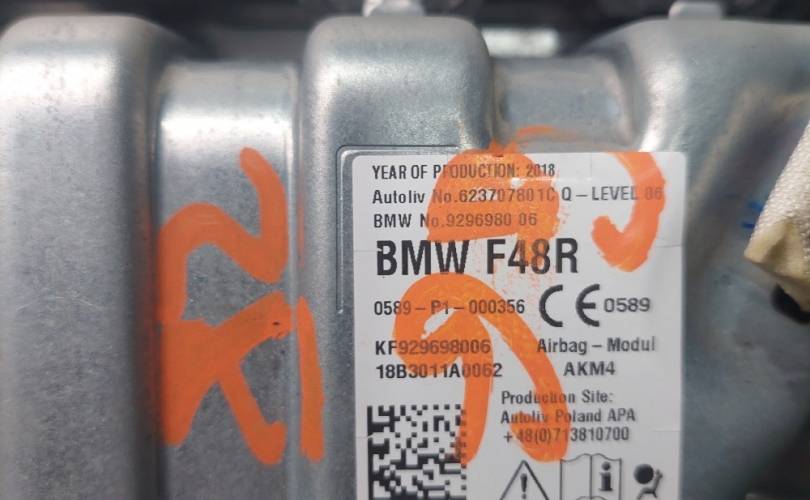 YEAR OF PRODUCTION: 2018
Autoliv No.623707801C Q-LEVEL 06
BMW No.9296980 06
BMW F48R
0589-P1-000356 CE 0589
KF929698006 Airbag-Modul
18B3011A0062 AKM4
Production Site:
Autoliv Poland APA
+48(0)713810700